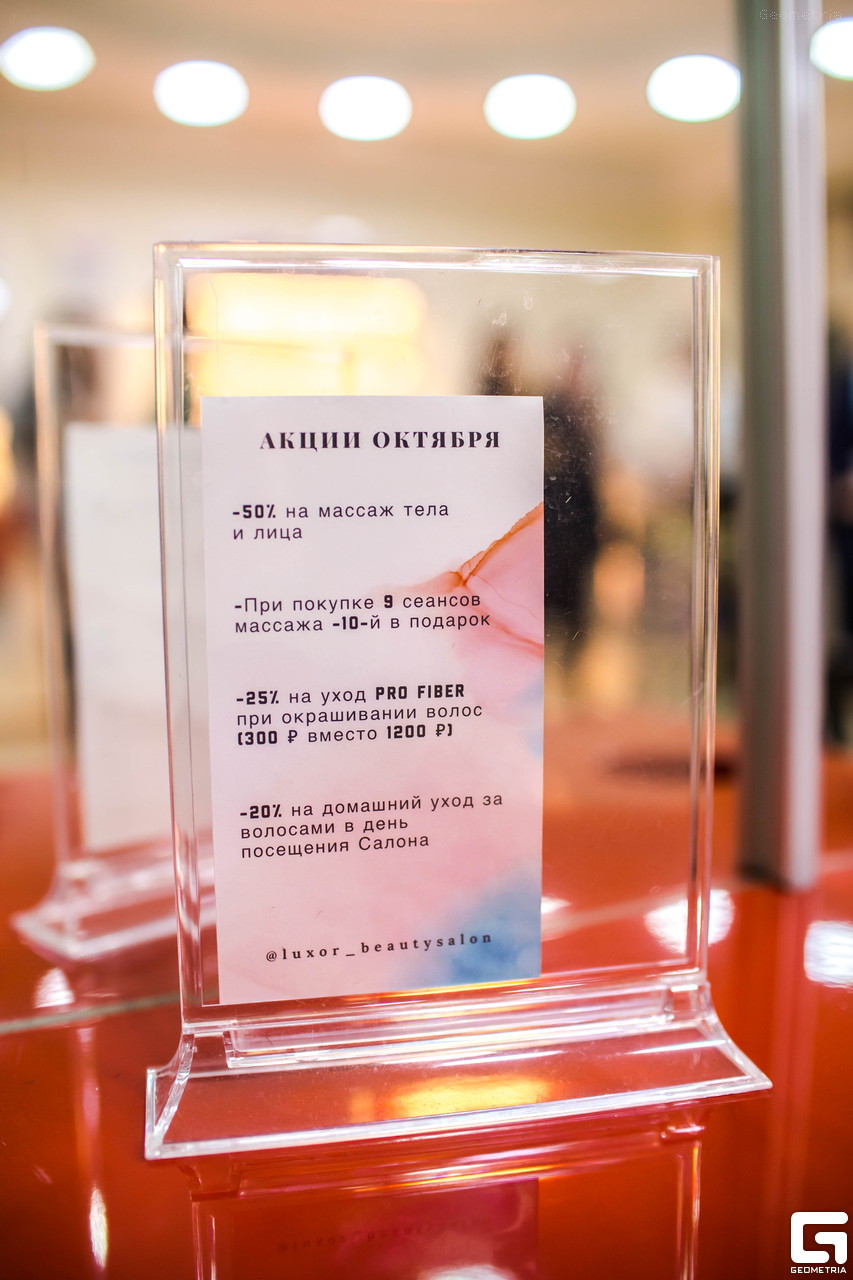 Geometria
АКЦИИ ОКТЯБРЯ
-50% на массаж тела
и лица
-При покупке 9 сеансов
массажа -10-й в подарок
-25% на уход PRO FIBER
при окрашивании волос
(300 ₽ вместо 1200 ₽)
-20% на домашний уход за
волосами в день
посещения Салона
@luxor_beautysalon
GEOMETRIA